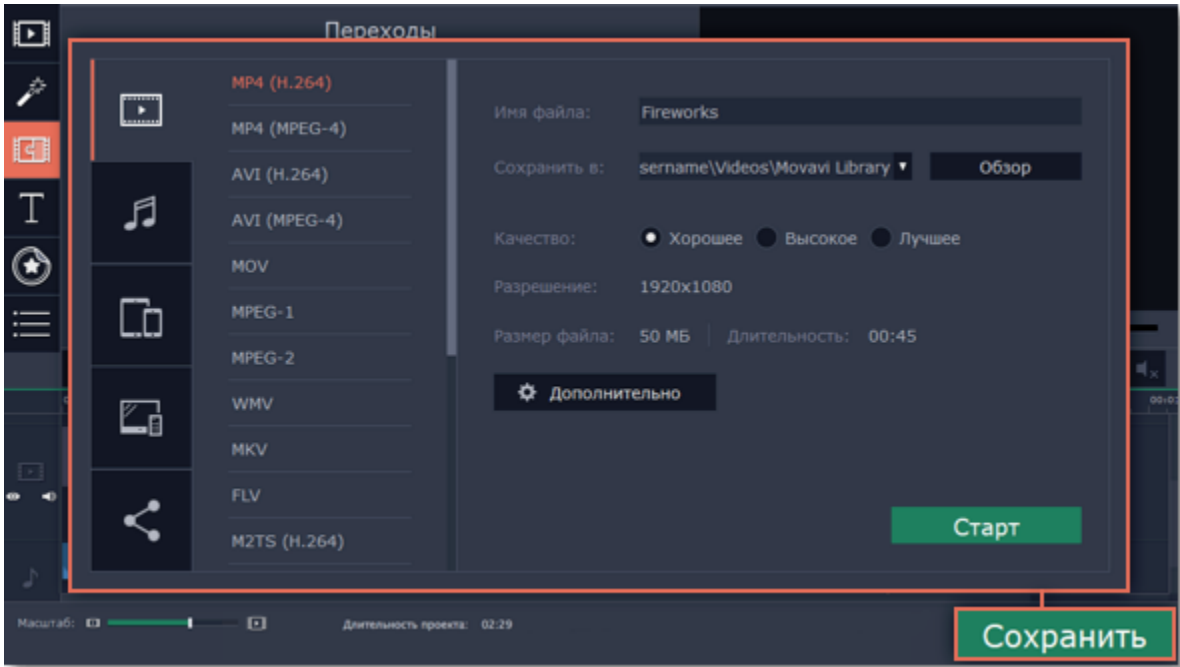 Переходы
MP4 (H.264)
MP4 (MPEG-4)
AVI (H.264)
AVI (MPEG-4)
MOV
MPEG-1
MPEG-2
WMV
MKV
FLV
M2TS (H.264)
Имя файла: Fireworks
Сохранить в: sername\Videos\Movavi Library Обзор
Качество: Хорошее Высокое Лучшее
Разрешение: 1920x1080
Размер файла: 50 МБ Длительность: 00:45
Дополнительно
Старт
Масштаб: Длительность проекта: 02:29
Сохранить